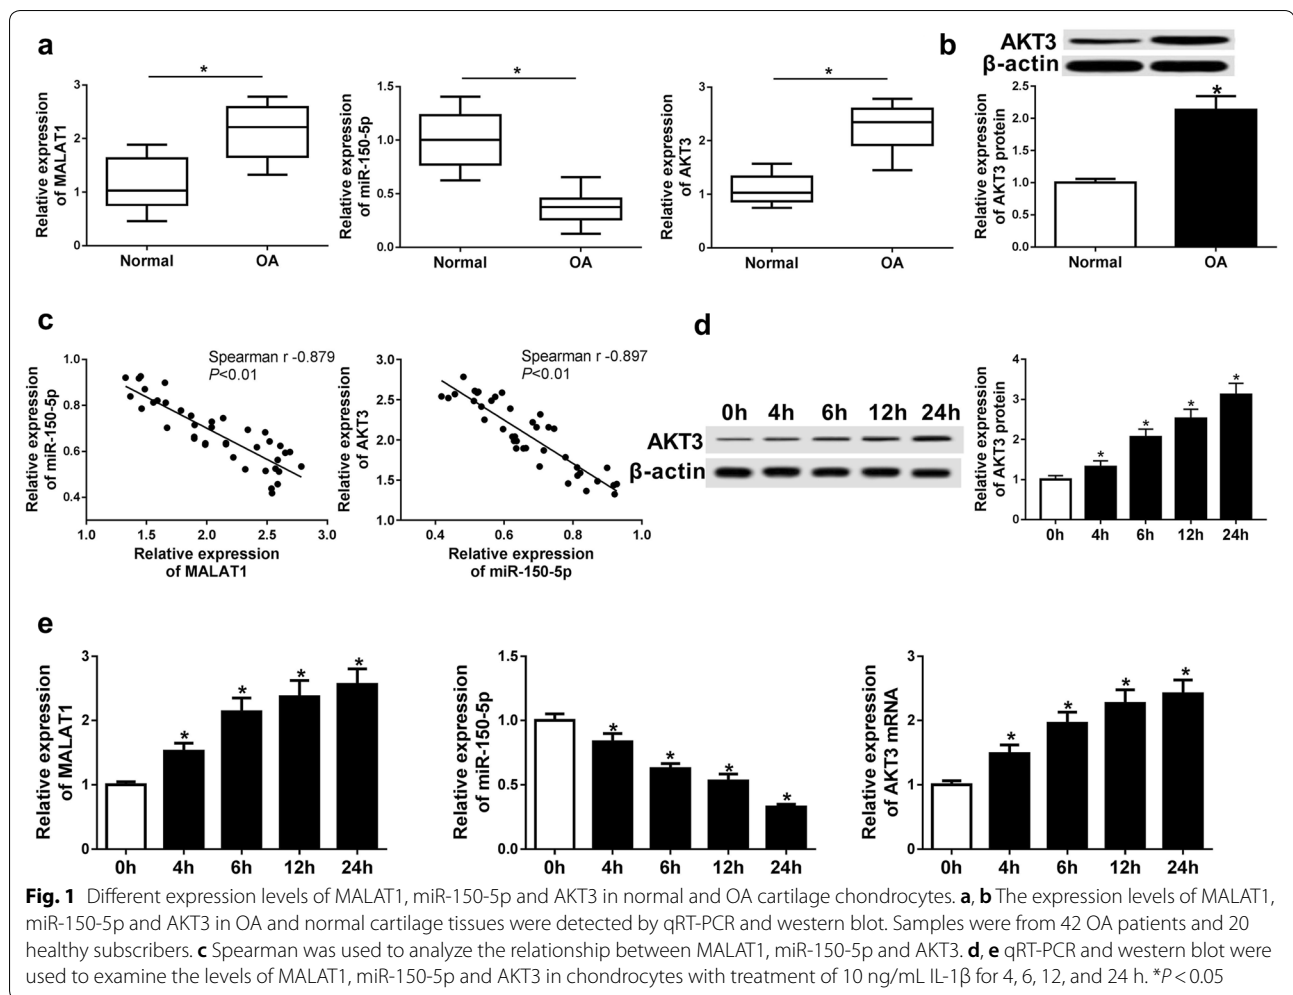 a
*
Relative expression
of MALAT1
3
2
1
0
Normal
OA
*
Relative expression
of miR-150-5p
1.5
1.0
0.5
0.0
Normal
OA
*
Relative expression
of AKT3
3
2
1
0
Normal
OA
b
AKT3
β-actin
*
Relative expression
of AKT3 protein
2.5
2.0
1.5
1.0
0.5
0.0
Normal
OA
c
Spearman r -0.879
P<0.01
Relative expression
of miR-150-5p
1.0
0.8
0.6
0.4
1.0
1.5
2.0
2.5
3.0
Relative expression
of MALAT1
Spearman r -0.897
P<0.01
Relative expression
of AKT3
3.0
2.5
2.0
1.5
1.0
0.4
0.6
0.8
1.0
Relative expression
of miR-150-5p
d
0h 4h 6h 12h 24h
AKT3
β-actin
Relative expression
of AKT3 protein
4
3
2
1
0
* * * *
0h 4h 6h 12h 24h
e
Relative expression
of MALAT1
3
2
1
0
* * * *
0h 4h 6h 12h 24h
Relative expression
of miR-150-5p
1.5
1.0
0.5
0.0
* * * *
0h 4h 6h 12h 24h
Relative expression
of AKT3 mRNA
3
2
1
0
* * * *
0h 4h 6h 12h 24h
Fig. 1 Different expression levels of MALAT1, miR-150-5p and AKT3 in normal and OA cartilage chondrocytes. a, b The expression levels of MALAT1,
miR-150-5p and AKT3 in OA and normal cartilage tissues were detected by qRT-PCR and western blot. Samples were from 42 OA patients and 20
healthy subscribers. c Spearman was used to analyze the relationship between MALAT1, miR-150-5p and AKT3. d, e qRT-PCR and western blot were
used to examine the levels of MALAT1, miR-150-5p and AKT3 in chondrocytes with treatment of 10 ng/mL IL-1β for 4, 6, 12, and 24 h. *P < 0.05